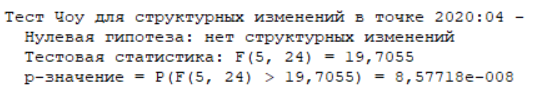 Тест Чоу для структурных изменений в точке 2020:04 -
Нулевая гипотеза: нет структурных изменений
Тестовая статистика: F(5, 24) = 19,7055
р-значение = P(F(5, 24) > 19,7055) = 8,57718e-008